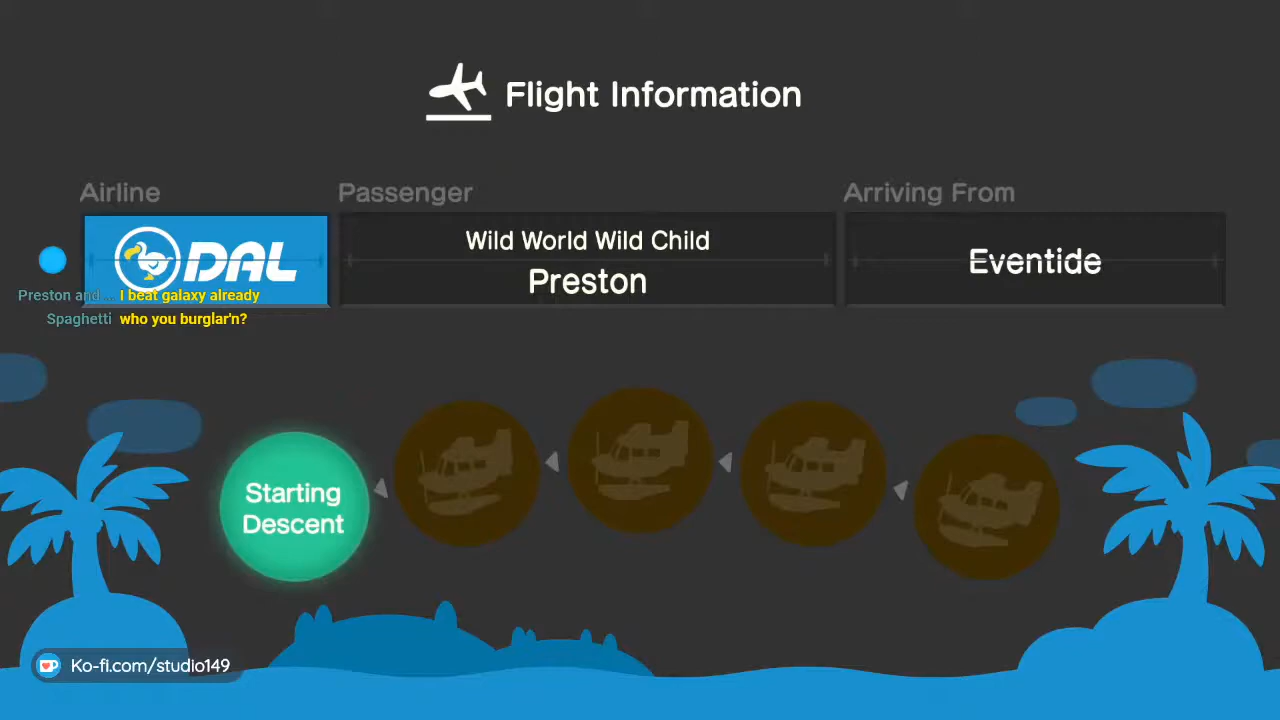 Flight Information
Airline
Passenger
Arriving From
DAL
Wild World Wild Child
Preston
Eventide
Preston and ... I beat galaxy already
Spaghetti who you burglar'n?
Starting
Descent
Ko-fi.com/studio149